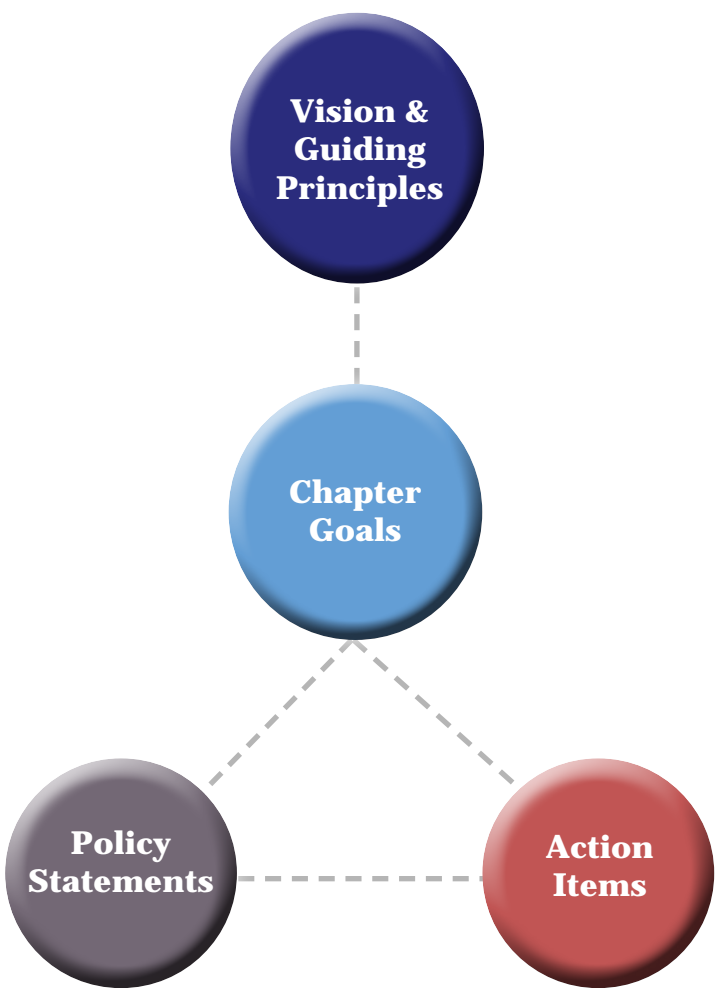 Vision &
Guiding
Principles
Chapter
Goals
Policy
Statements
Action
Items